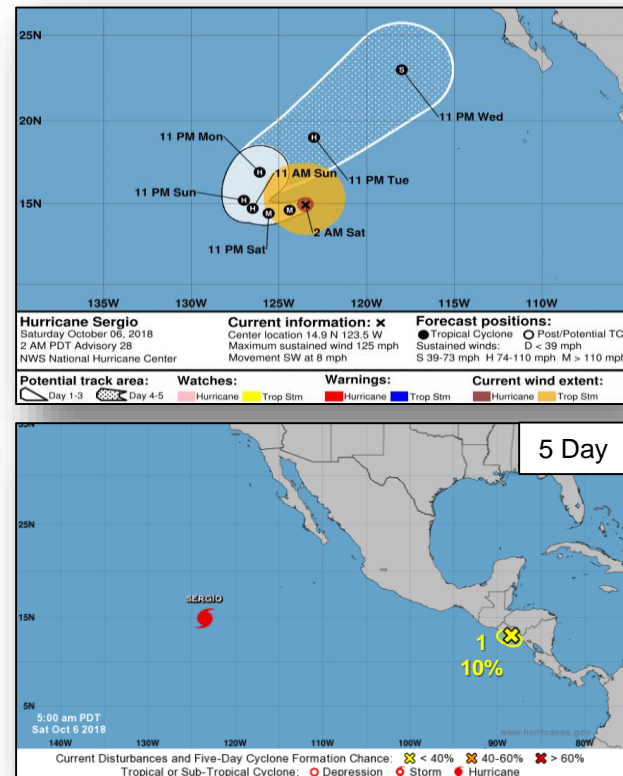 25N
20N
15N
11 PM Mon
11 AM Sun
11 PM Wed
11 PM Sun
11 PM Tue
11 PM Sat
2 AM Sat
S
H
H
H
H
M
M
135W 130W 125W 120W 115W 110W
Hurricane Sergio
Saturday October 06, 2018
2 AM PDT Advisory 28
NWS National Hurricane Center
Current information: ×
Center location 14.9 N 123.5 W
Maximum sustained wind 125 mph
Movement SW at 8 mph
Forecast positions:
Tropical Cyclone Post/Potential TC
Sustained winds: D < 39 mph
S 39-73 mph H 74-110 mph M > 110 mph
Potential track area:
Day 1-3 Day 4-5
Watches:
Hurricane Trop Stm
Warnings:
Hurricane Trop Stm
Current wind extent:
Hurricane Trop Stm
5 Day
35N
25N
15N
5N
SERGIO
1
10%
5:00 am PDT
Sat Oct 6 2018
www.hurricanes.gov
140W 130W 120W 110W 100W 90W 80W
Current Disturbances and Five-Day Cyclone Formation Chance: < 40% 40-60% > 60%
Tropical or Sub-Tropical Cyclone: Depression Storm Hurricane